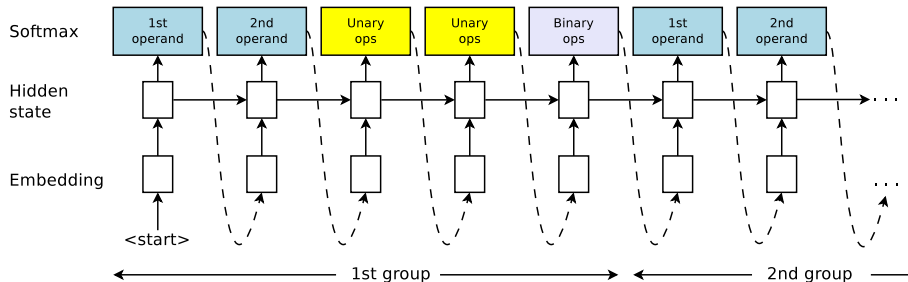 Softmax
1st
operand
2nd
operand
Unary
ops
Unary
ops
Binary
ops
1st
operand
2nd
operand
Hidden
state
. . .
Embedding
. . .
<start>
1st group
2nd group